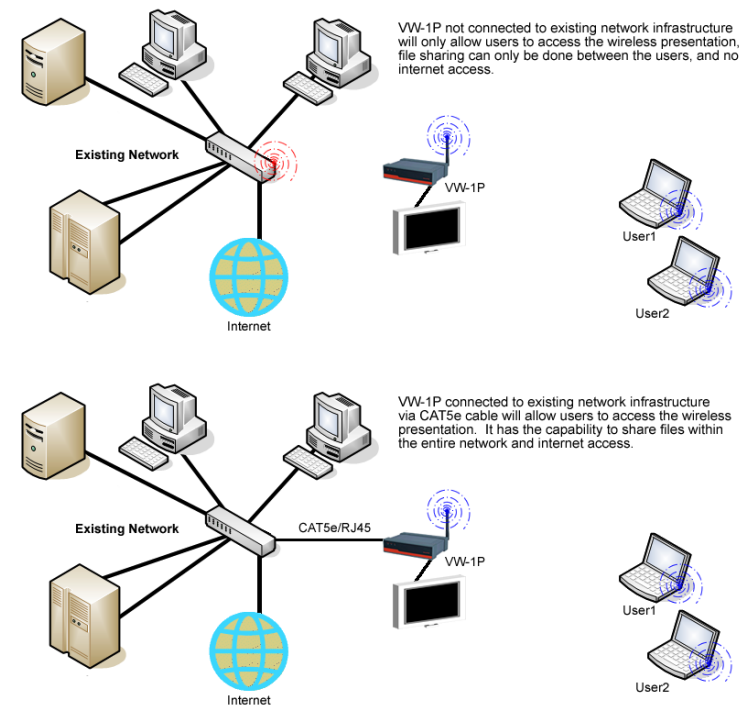 VW-1P not connected to existing network infrastructure
will only allow users to access the wireless presentation,
file sharing can only be done between the users, and no
internet access.
Existing Network
VW-1P
User1
User2
Internet
VW-1P connected to existing network infrastructure
via CAT5e cable will allow users to access the wireless
presentation. It has the capability to share files within
the entire network and internet access.
Existing Network
CAT5e/RJ45
VW-1P
User1
User2
Internet